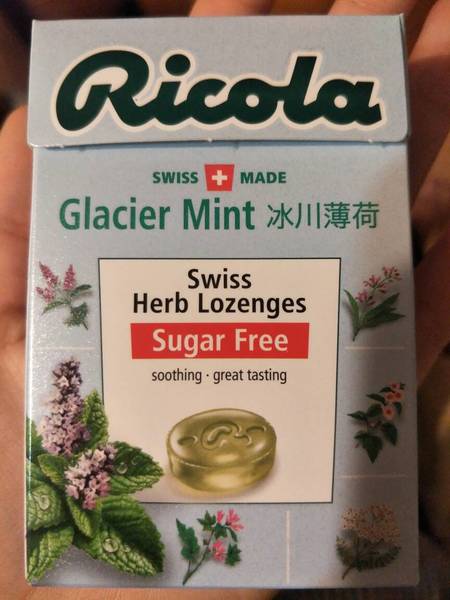 Ricola
SWISS MADE
Glacier Mint 冰川薄荷
Swiss
Herb Lozenges
Sugar Free
soothing · great tasting